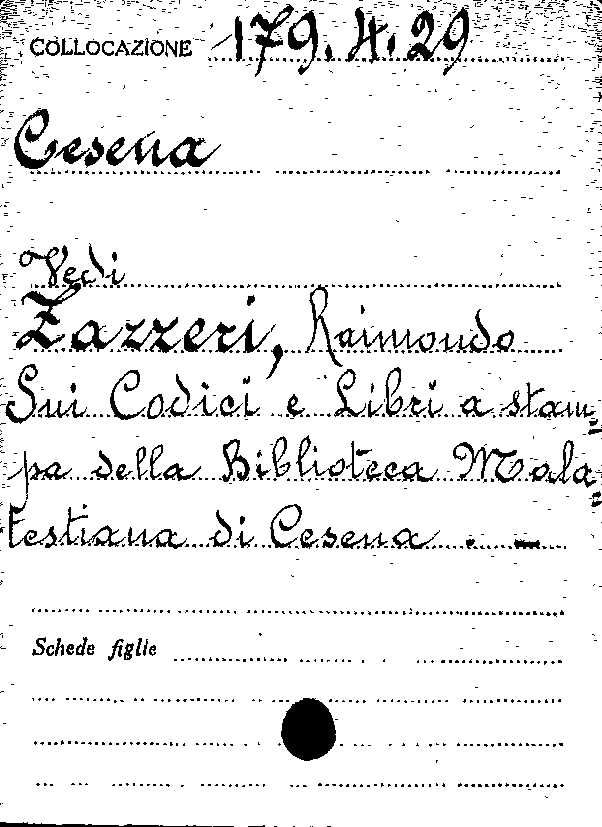 COLLOCAZIONE 179.4.29
Cesena
Vedi
Zazzeri, Raimondo
Sui Codici e Libri a stam=
pa della Biblioteca Mala=
testiana di Cesena . —
Schede figlie